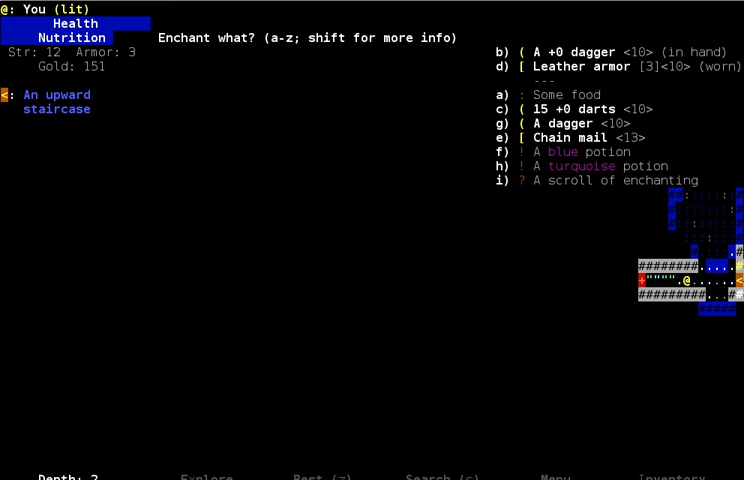 @: You (lit)
Health
Nutrition
Str: 12 Armor: 3
Gold: 151
<: An upward
staircase
Enchant what? (a-z; shift for more info)
b) ( A +0 dagger <10> (in hand)
d) [ Leather armor [3]<10> (worn)
---
a) : Some food
c) ( 15 +0 darts <10>
g) ( A dagger <10>
e) [ Chain mail <13>
f) ! A blue potion
h) ! A turquoise potion
i) ? A scroll of enchanting
Depth: 2
Explore
Rest (z)
Search (s)
Menu
Inventory